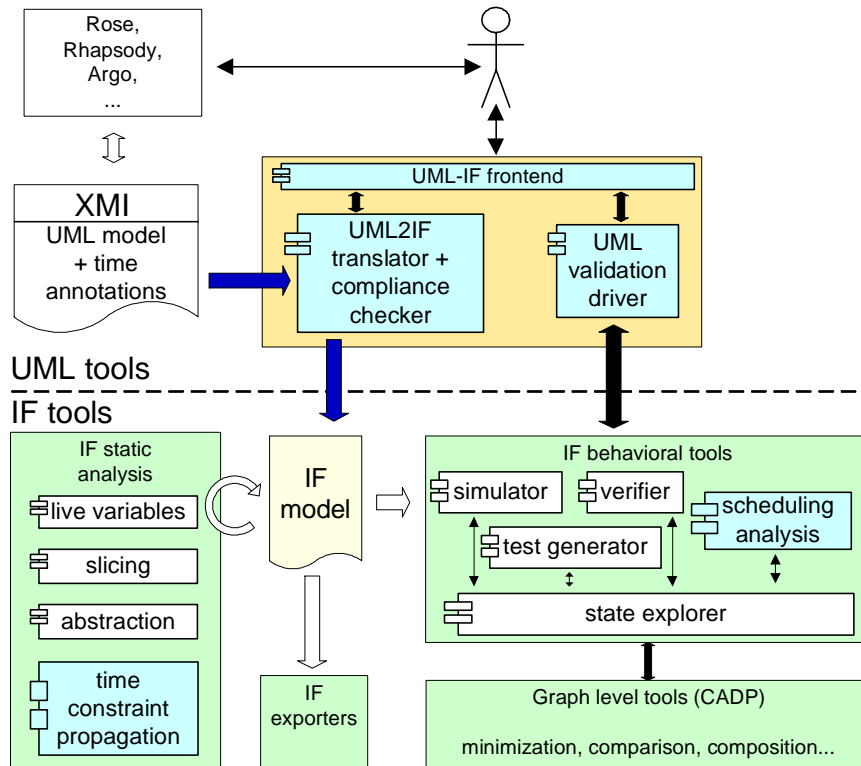 Rose,
Rhapsody,
Argo,
...
UML-IF frontend
XMI
UML model
+ time
annotations
UML2IF
translator +
compliance
checker
UML
validation
driver
UML tools
IF tools
IF static
analysis
live variables
slicing
abstraction
time
constraint
propagation
IF
model
IF
exporters
IF behavioral tools
simulator
verifier
scheduling
analysis
test generator
state explorer
Graph level tools (CADP)
minimization, comparison, composition...